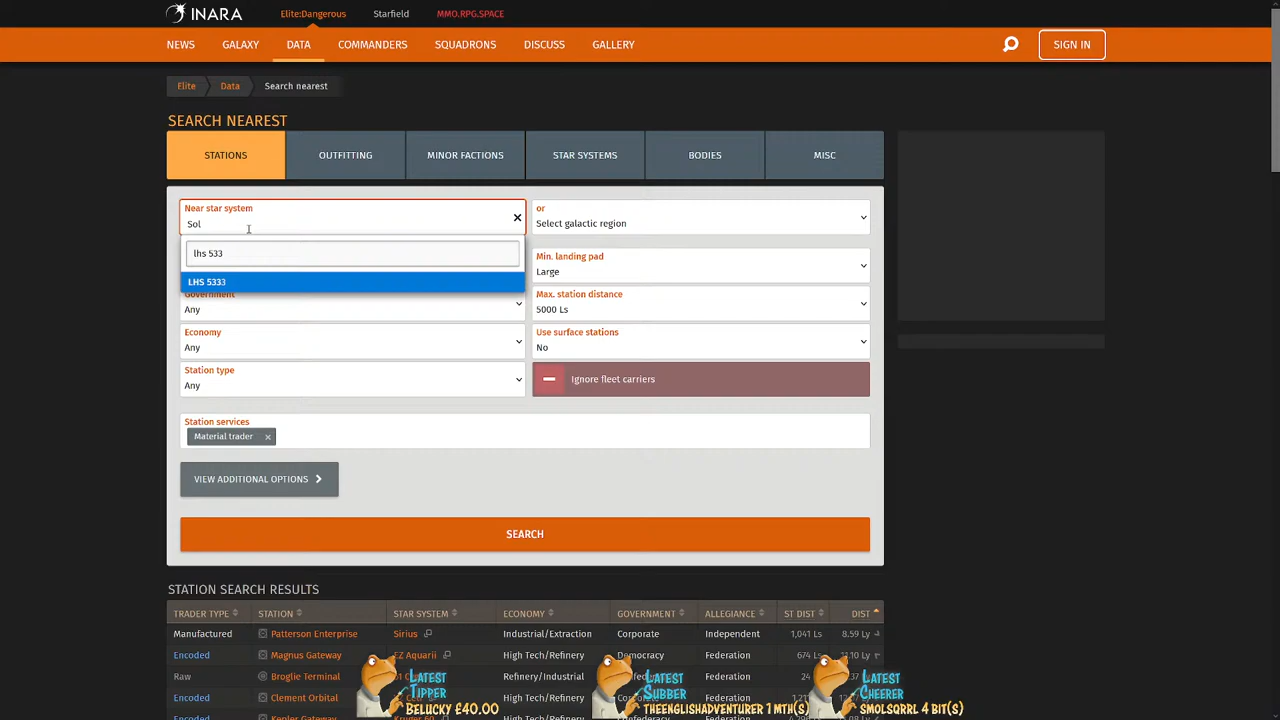 INARA
Elite:Dangerous
Starfield
MMO.RPG.SPACE
NEWS
GALAXY
DATA
COMMANDERS
SQUADRONS
DISCUSS
GALLERY
SIGN IN
Elite
Data
Search nearest
SEARCH NEAREST
STATIONS
OUTFITTING
MINOR FACTIONS
STAR SYSTEMS
BODIES
MISC
Near star system
Sol
or
Select galactic region
lhs 533
LHS 5333
Min. landing pad
Large
Government
Any
Max. station distance
5000 Ls
Economy
Any
Use surface stations
No
Station type
Any
Ignore fleet carriers
Station services
Material trader ×
VIEW ADDITIONAL OPTIONS
SEARCH
STATION SEARCH RESULTS
TRADER TYPE STATION STAR SYSTEM ECONOMY GOVERNMENT ALLEGIANCE ST DIST DIST
Manufactured Patterson Enterprise Sirius Industrial/Extraction Corporate Independent 1,041 Ls 8.59 Ly
Encoded Magnus Gateway EZ Aquarii High Tech/Refinery Democracy Federation 674 Ls
Raw Broglie Terminal Refinery/Industrial
Encoded Clement Orbital High Tech/Refinery Federation
LATEST
TIPPER
BELUCKY £40.00
LATEST
SUBBER
THEENGLISHADVENTURER 1 MTH(S)
LATEST
CHEERER
SMOLSQRRL 4 BIT(S)